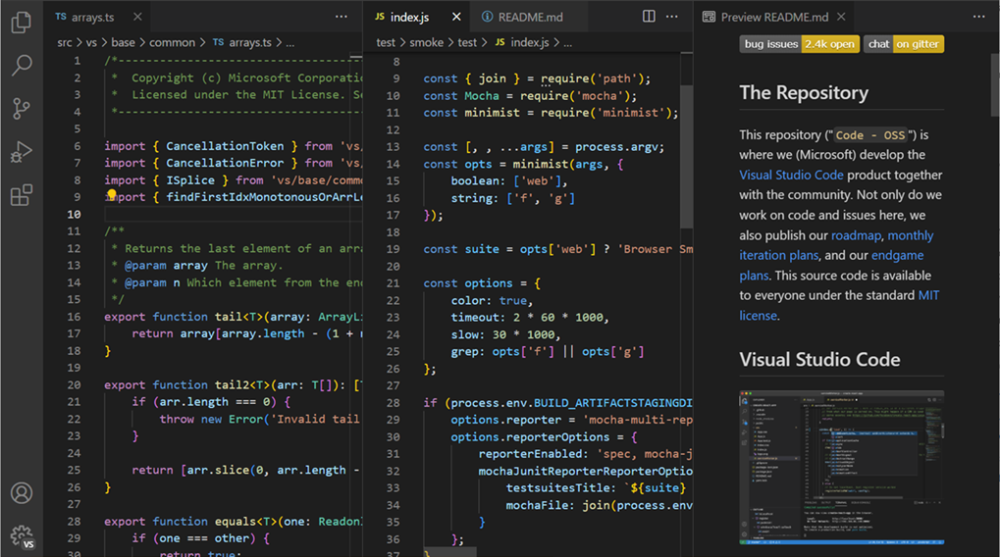 TS arrays.ts
src > vs > base > common > TS arrays.ts > ...
1 /*----------------------------------
2 * Copyright (c) Microsoft Corporatio
3 * Licensed under the MIT License. Se
4 *----------------------------------
5
6 import { CancellationToken } from 'vs,
7 import { CancellationError } from 'vs,
8 import { ISplice } from 'vs/base/comm
9 import { findFirstIdxMonotonousOrArrLe
10
11 /**
12 * Returns the last element of an arra
13 * @param array The array.
14 * @param n Which element from the end
15 */
16 export function tail<T>(array: ArrayLi
17 return array[array.length - (1 + n
18 }
19
20 export function tail2<T>(arr: T[]): [T
21 if (arr.length === 0) {
22 throw new Error('Invalid tail
23 }
24
25 return [arr.slice(0, arr.length -
26 }
27
28 export function equals<T>(one: Readonl
29 if (one === other) {
30 return true;
VS
JS index.js
README.md
test > smoke > test > JS index.js > ...
8
9 const { join } = require('path');
10 const Mocha = require('mocha');
11 const minimist = require('minimist');
12
13 const [, , ...args] = process.argv;
14 const opts = minimist(args, {
15 boolean: ['web'],
16 string: ['f', 'g']
17 });
18
19 const suite = opts['web'] ? 'Browser Sm
20
21 const options = {
22 color: true,
23 timeout: 2 * 60 * 1000,
24 slow: 30 * 1000,
25 grep: opts['f'] || opts['g']
26 };
27
28 if (process.env.BUILD_ARTIFACTSTAGINGDI
29 options.reporter = 'mocha-multi-rep
30 options.reporterOptions = {
31 reporterEnabled: 'spec, mocha-j
32 mochaJunitReporterReporterOption
33 testsuitesTitle: `${suite}
34 mochaFile: join(process.env
35 }
36 };
37 }
Preview README.md
bug issues 2.4k open chat on gitter
The Repository
This repository ("Code - OSS") is
where we (Microsoft) develop the
Visual Studio Code product together
with the community. Not only do we
work on code and issues here, we
also publish our roadmap, monthly
iteration plans, and our endgame
plans. This source code is available
to everyone under the standard MIT
license.
Visual Studio Code